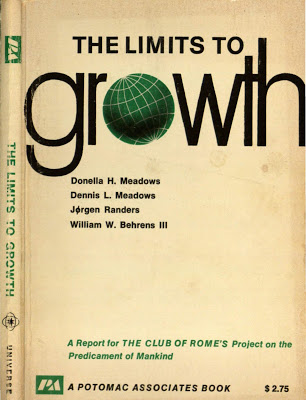 THE LIMITS TO
growth
Donella H. Meadows
Dennis L. Meadows
Jørgen Randers
William W. Behrens III
A Report for THE CLUB OF ROME'S Project on the
Predicament of Mankind
PA A POTOMAC ASSOCIATES BOOK $2.75
PA
THE LIMITS TO GROWTH
UNIVERSE